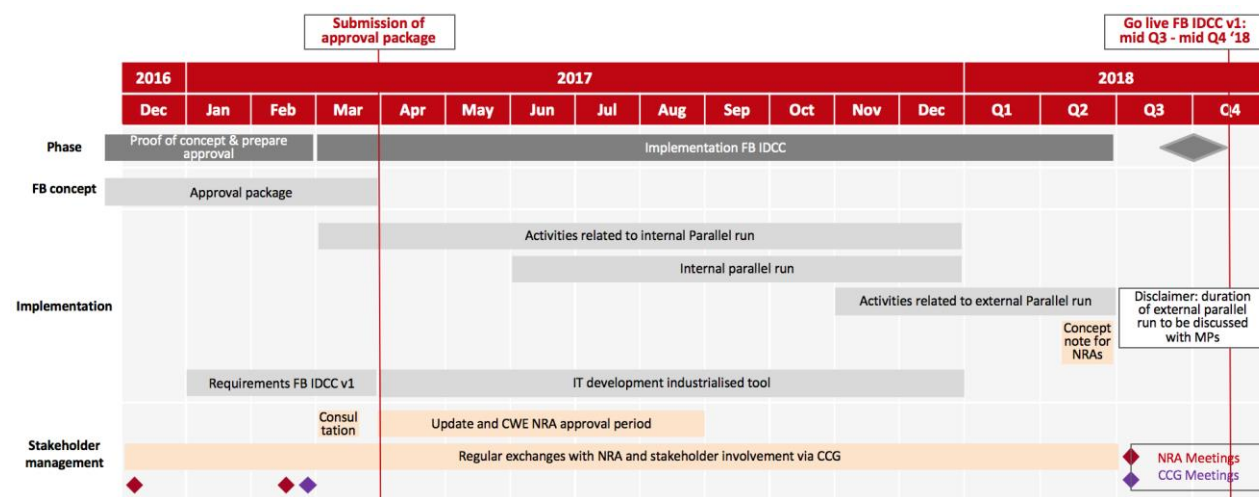 Submission of
approval package
Go live FB IDCC v1:
mid Q3 - mid Q4 ‘18
2016
2017
2018
Dec
Jan
Feb
Mar
Apr
May
Jun
Jul
Aug
Sep
Oct
Nov
Dec
Q1
Q2
Q3
Q4
Phase
Proof of concept & prepare
approval
Implementation FB IDCC
FB concept
Approval package
Implementation
Activities related to internal Parallel run
Internal parallel run
Activities related to external Parallel run
Disclaimer: duration
of external parallel
run to be discussed
with MPs
Concept
note for
NRAs
Requirements FB IDCC v1
IT development industrialised tool
Stakeholder
management
Consul
tation
Update and CWE NRA approval period
Regular exchanges with NRA and stakeholder involvement via CCG
NRA Meetings
CCG Meetings